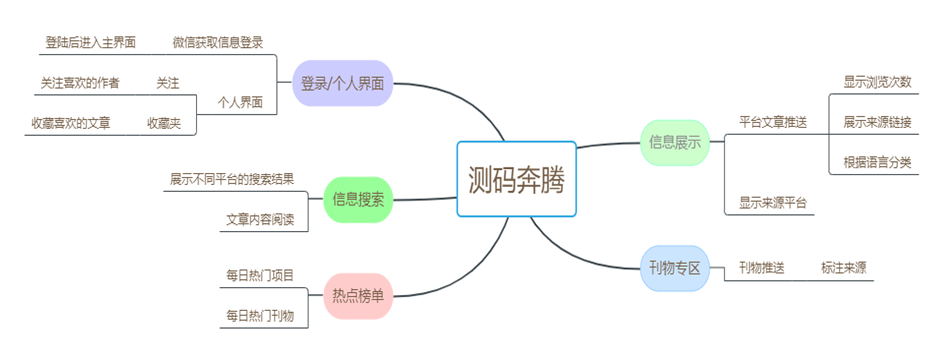 测码奔腾
登录/个人界面
微信获取信息登录
登陆后进入主界面
个人界面
关注
关注喜欢的作者
收藏夹
收藏喜欢的文章
信息搜索
展示不同平台的搜索结果
文章内容阅读
热点榜单
每日热门项目
每日热门刊物
信息展示
平台文章推送
显示浏览次数
展示来源链接
根据语言分类
显示来源平台
刊物专区
刊物推送
标注来源